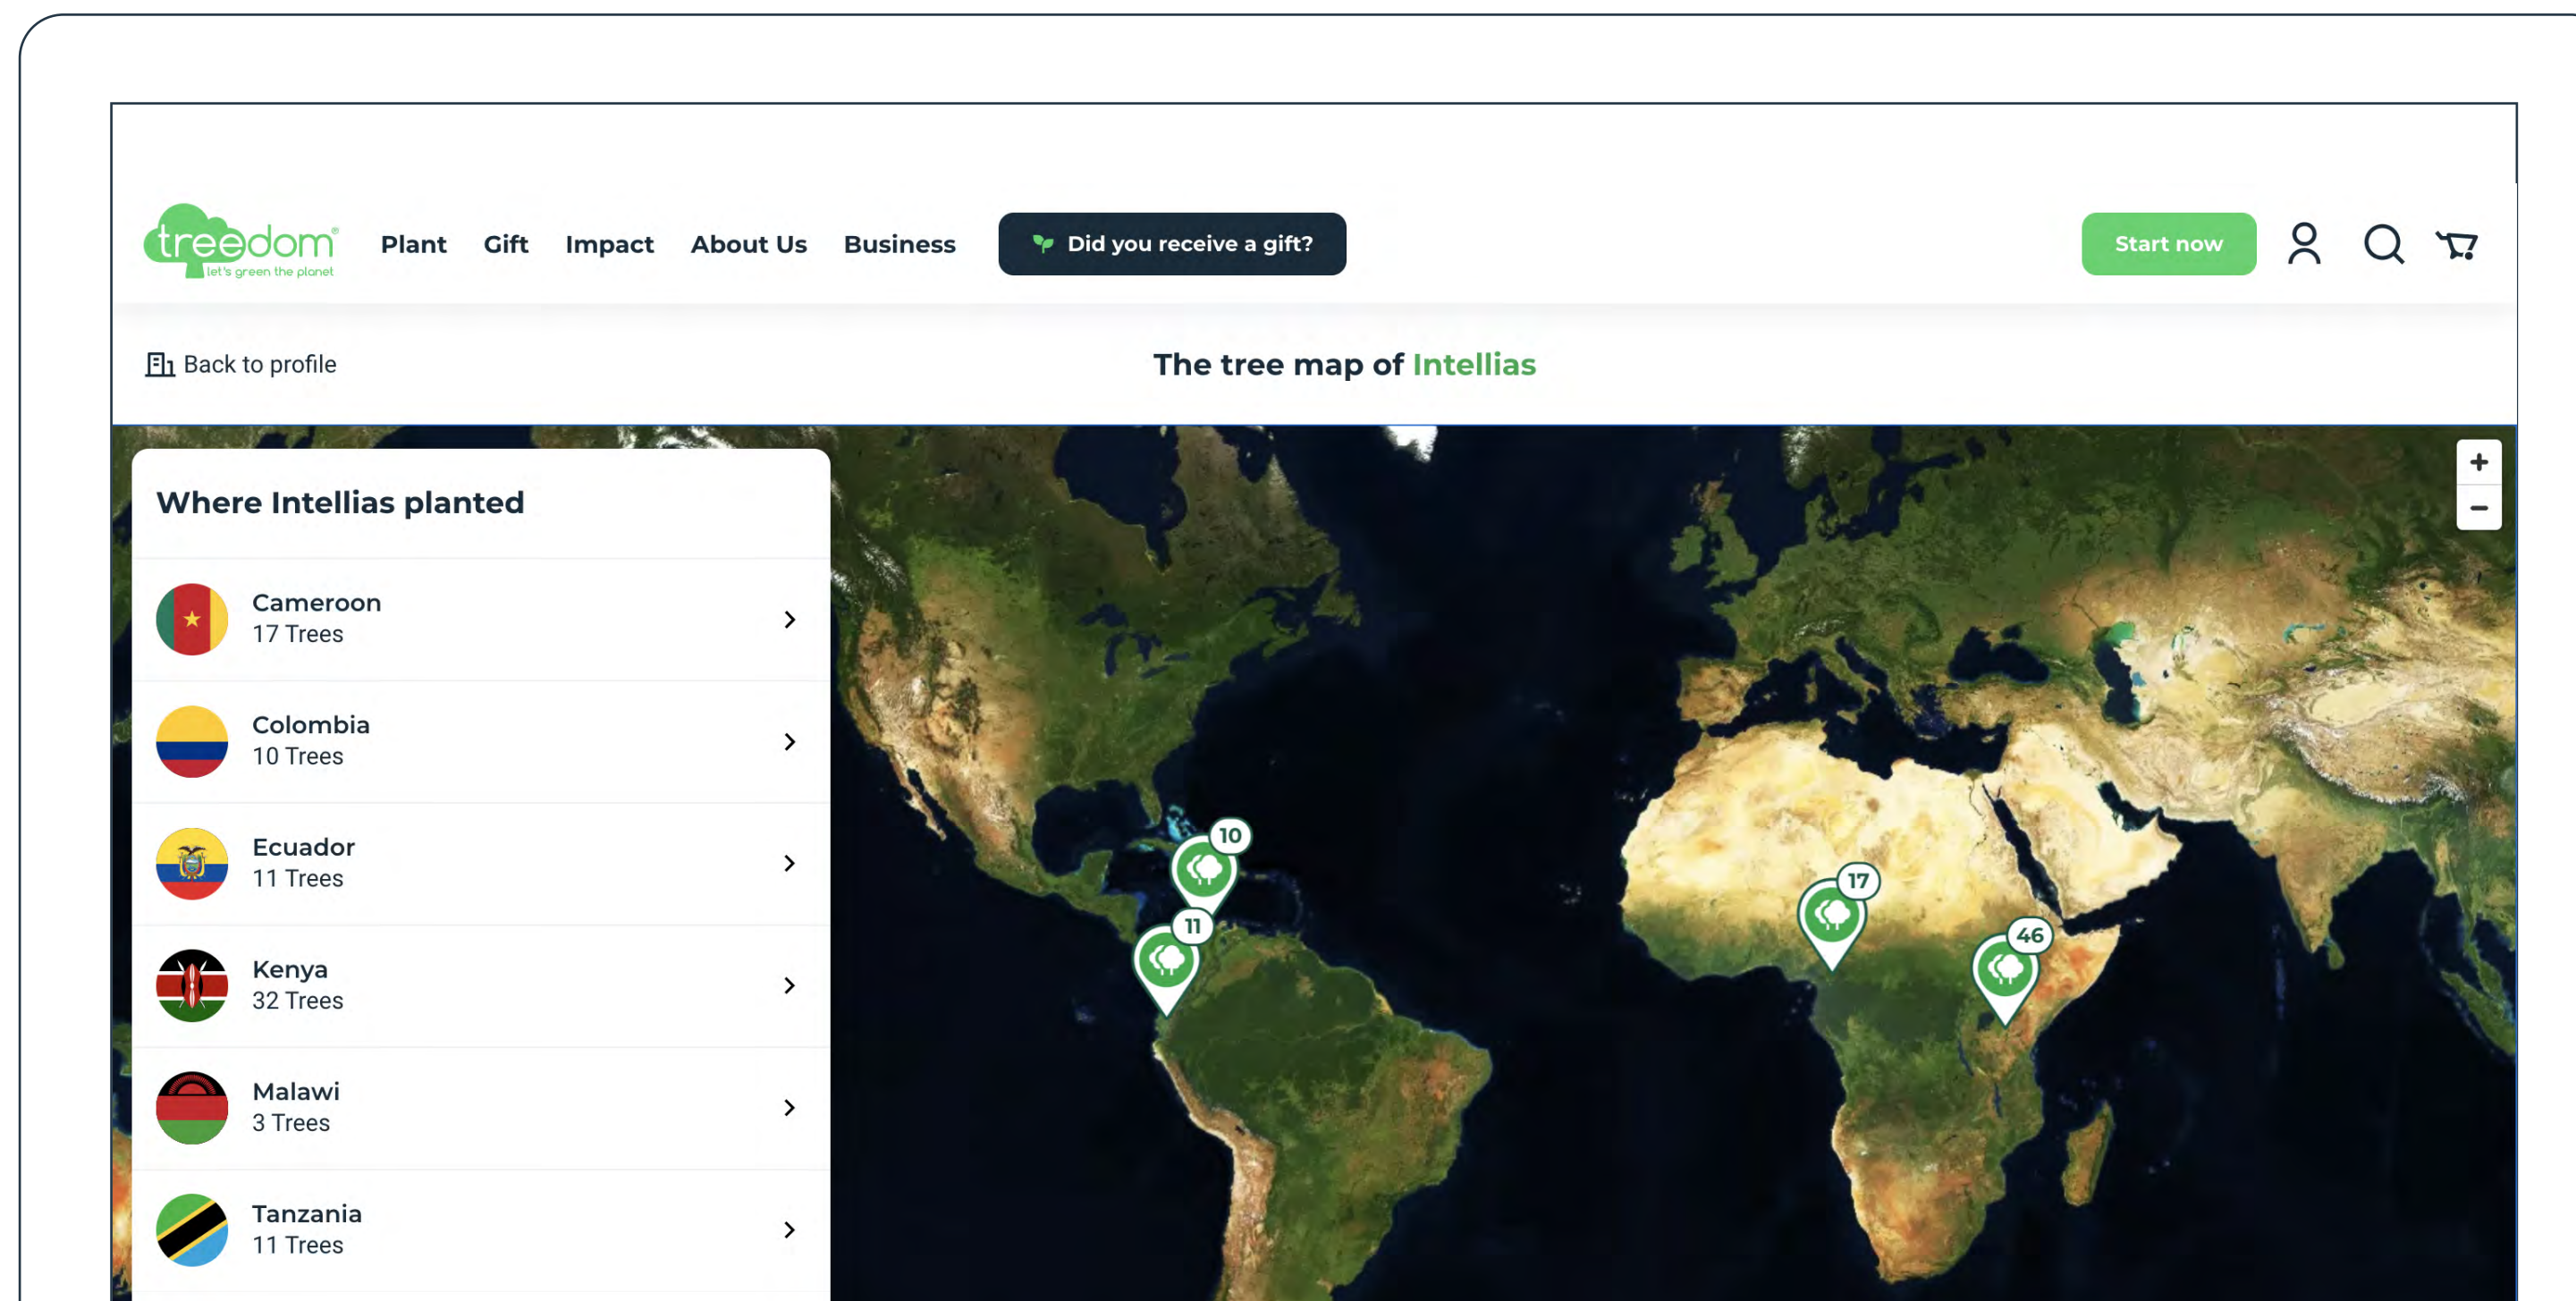 treedom®
let's green the planet
Plant Gift Impact About Us Business Did you receive a gift? Start now
Back to profile
The tree map of Intellias
Where Intellias planted
Cameroon
17 Trees
Colombia
10 Trees
Ecuador
11 Trees
Kenya
32 Trees
Malawi
3 Trees
Tanzania
11 Trees
+
−
10
11
17
46